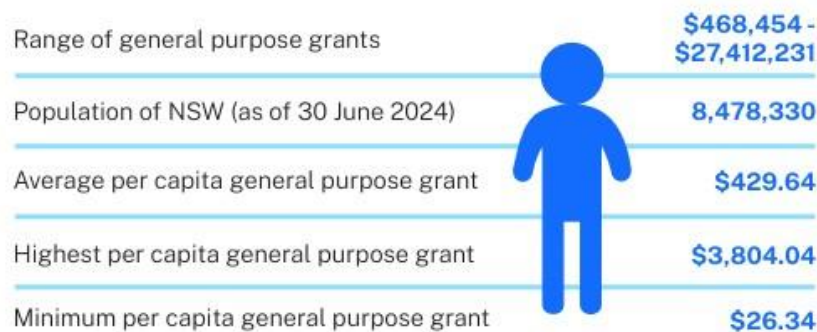 Range of general purpose grants
$468,454 -
$27,412,231
Population of NSW (as of 30 June 2024)
8,478,330
Average per capita general purpose grant
$429.64
Highest per capita general purpose grant
$3,804.04
Minimum per capita general purpose grant
$26.34